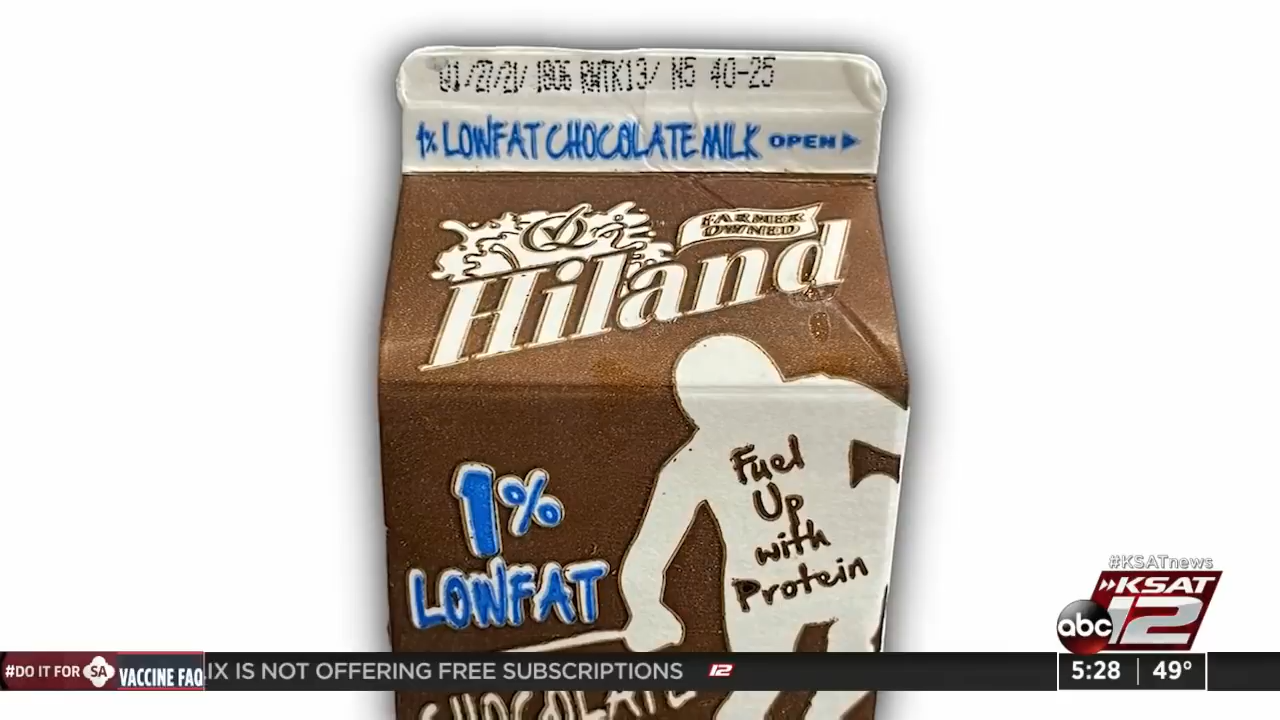 01/27/21/ 1806 RWTK13/ N5 40-25
1% LOWFAT CHOCOLATE MILK OPEN
FARMER
OWNED
Hiland
1%
LOWFAT
CHOCOLATE
Fuel
Up
with
Protein
#KSATnews
KSAT
abc 12
#DO IT FOR SA VACCINE FAQ IX IS NOT OFFERING FREE SUBSCRIPTIONS 12
5:28 49°